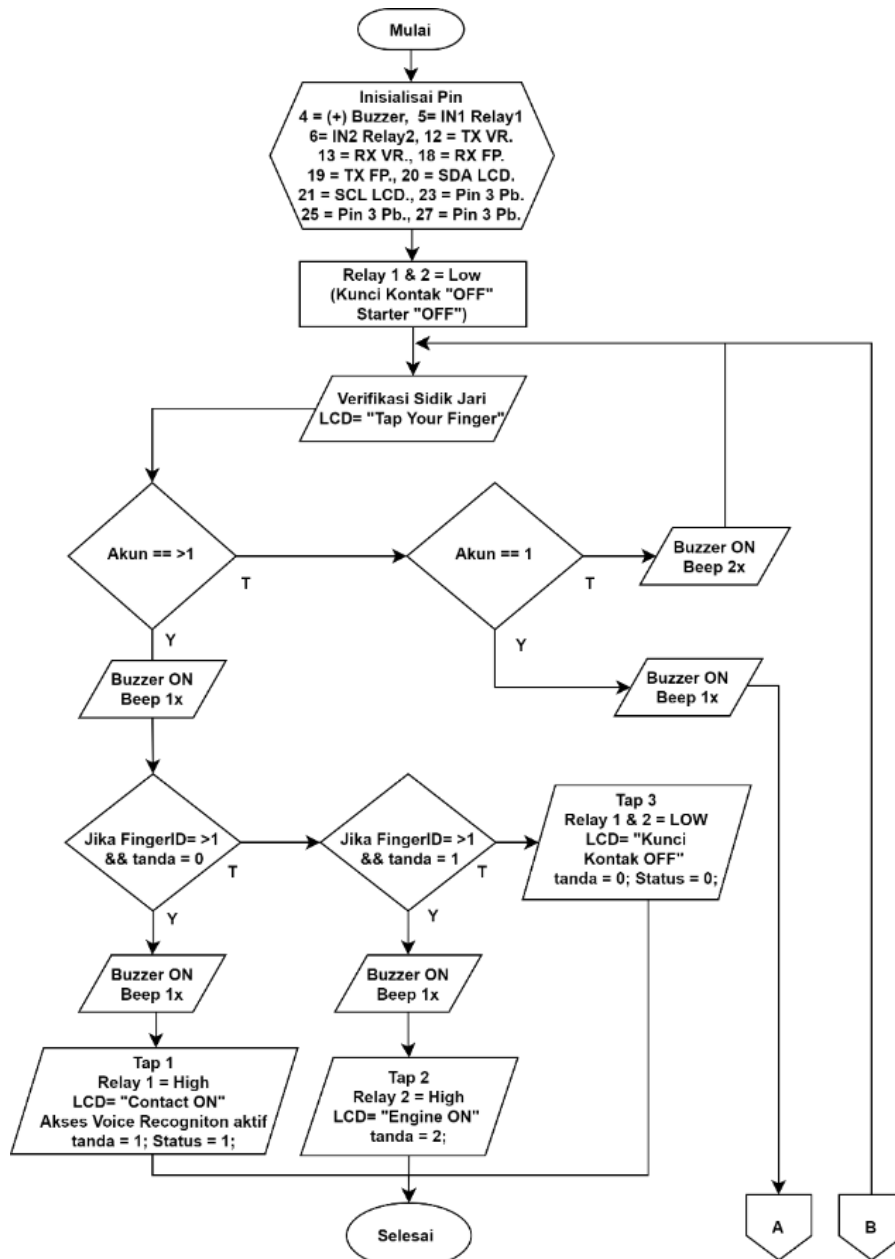 Mulai
Inisialisai Pin
4 = (+) Buzzer, 5= IN1 Relay1
6= IN2 Relay2, 12 = TX VR.
13 = RX VR., 18 = RX FP.
19 = TX FP., 20 = SDA LCD.
21 = SCL LCD., 23 = Pin 3 Pb.
25 = Pin 3 Pb., 27 = Pin 3 Pb.
Relay 1 & 2 = Low
(Kunci Kontak "OFF"
Starter "OFF")
Verifikasi Sidik Jari
LCD= "Tap Your Finger"
Akun == >1
T
Akun == 1
T
Buzzer ON
Beep 2x
Y
Y
Buzzer ON
Beep 1x
Buzzer ON
Beep 1x
Jika FingerID= >1
&& tanda = 0
T
Jika FingerID= >1
&& tanda = 1
T
Tap 3
Relay 1 & 2 = LOW
LCD= "Kunci
Kontak OFF"
tanda = 0; Status = 0;
Y
Y
Buzzer ON
Beep 1x
Buzzer ON
Beep 1x
Tap 1
Relay 1 = High
LCD= "Contact ON"
Akses Voice Recogniton aktif
tanda = 1; Status = 1;
Tap 2
Relay 2 = High
LCD= "Engine ON"
tanda = 2;
Selesai
A
B